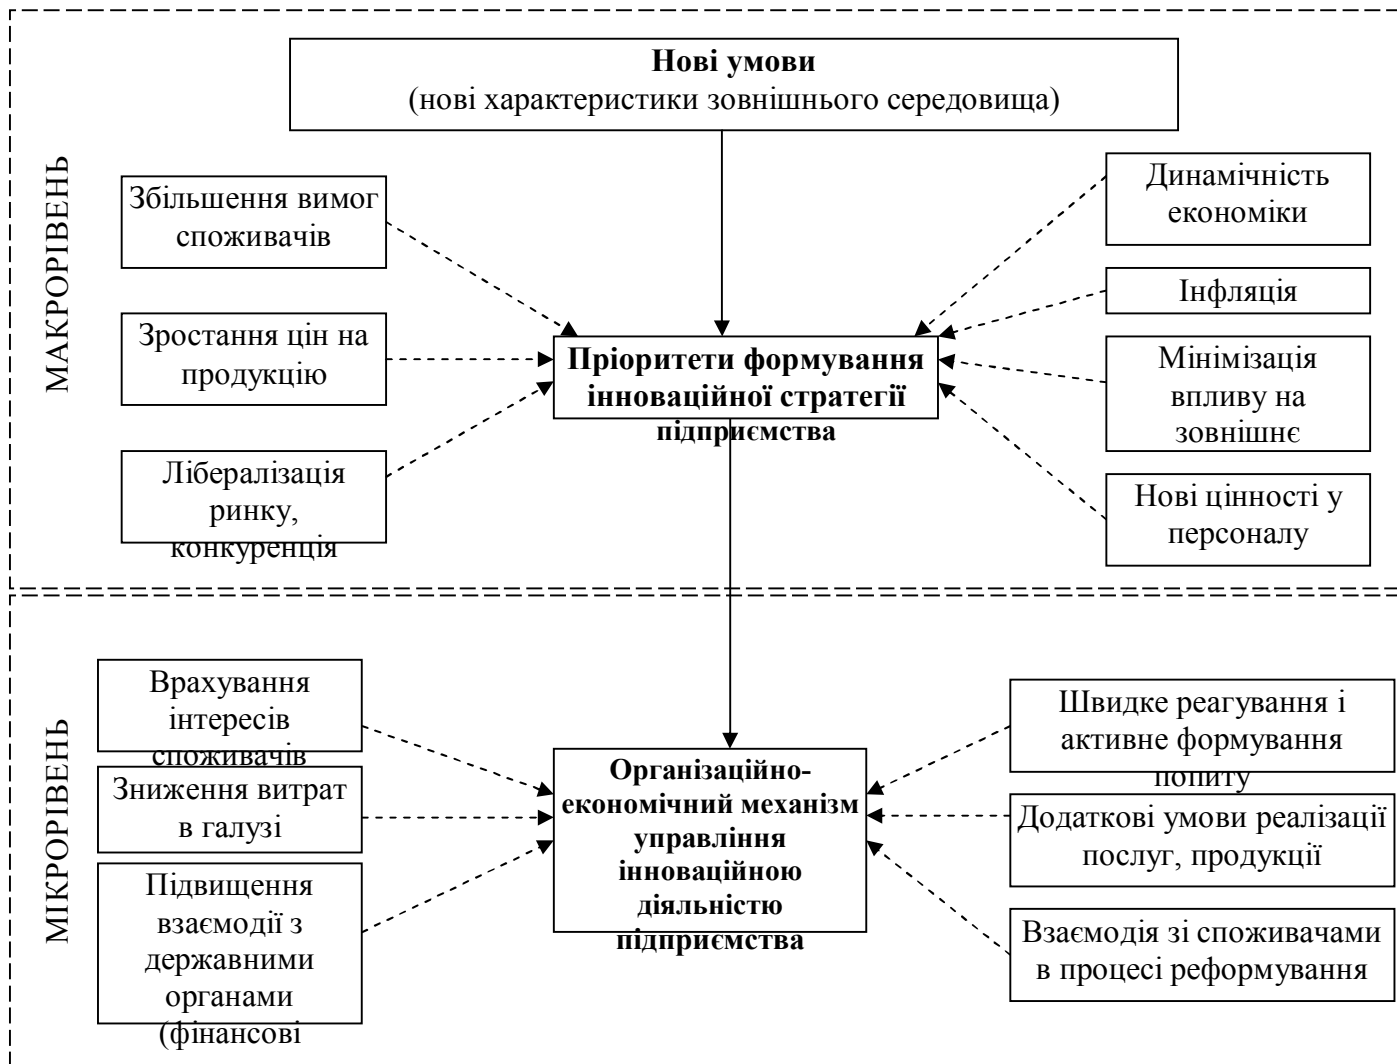 Нові умови
(нові характеристики зовнішнього середовища)
МАКРОРІВЕНЬ
Збільшення вимог
споживачів
Зростання цін на
продукцію
Лібералізація
ринку,
конкуренція
Пріоритети формування
інноваційної стратегії
підприємства
Динамічність
економіки
Інфляція
Мінімізація
впливу на
зовнішнє
Нові цінності у
персоналу
МІКРОРІВЕНЬ
Врахування
інтересів
споживачів
Зниження витрат
в галузі
Підвищення
взаємодії з
державними
органами
(фінансові
Організаційно-
економічний механізм
управління
інноваційною
діяльністю
підприємства
Швидке реагування і
активне формування
попиту
Додаткові умови реалізації
послуг, продукції
Взаємодія зі споживачами
в процесі реформування